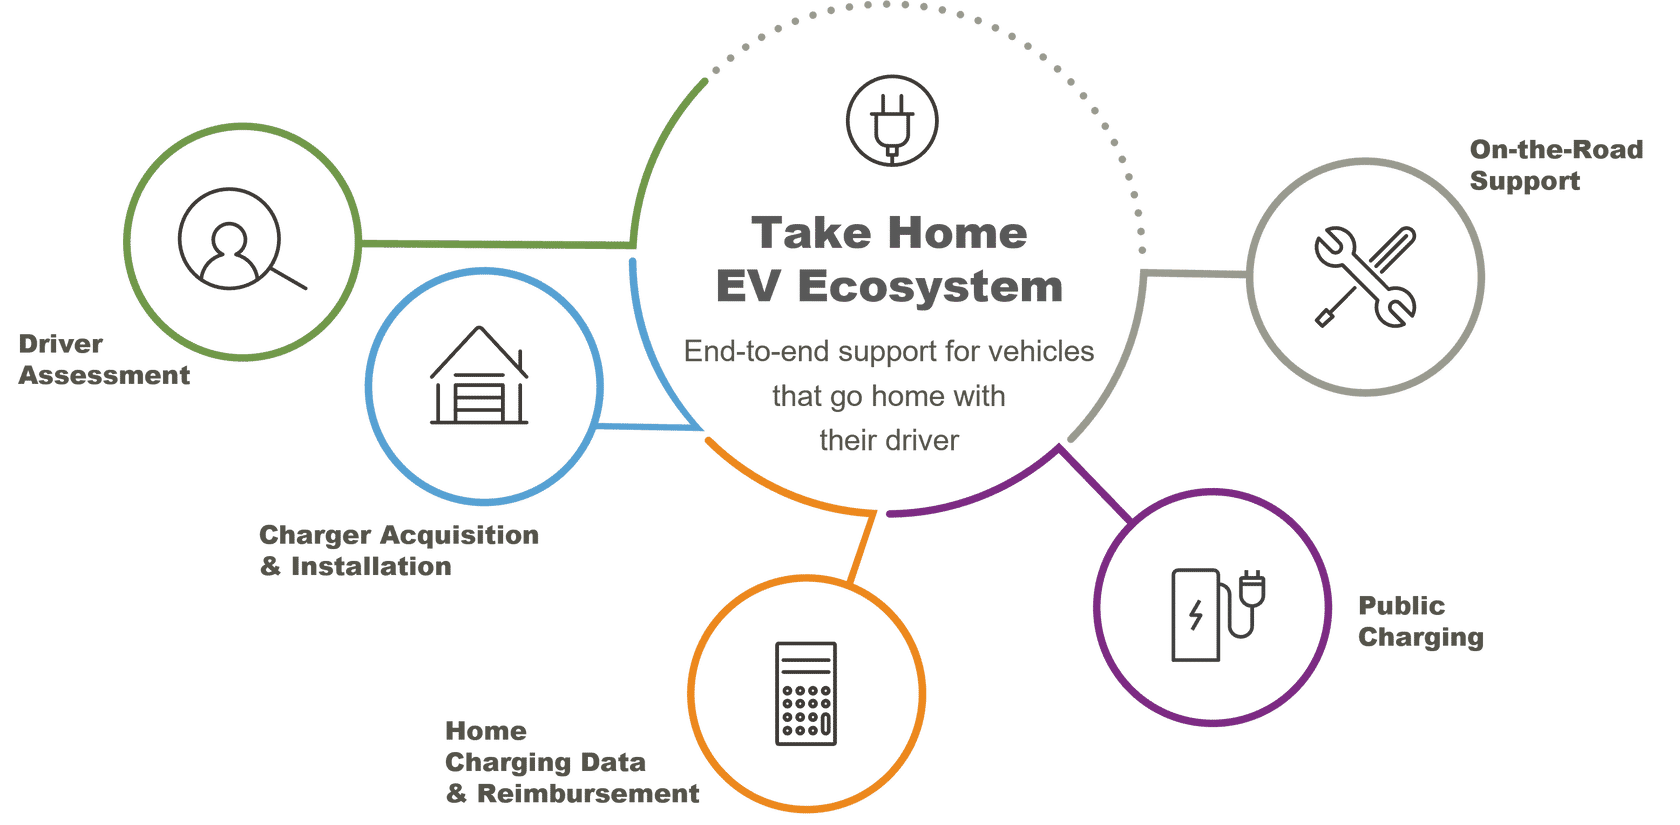 Take Home
EV Ecosystem
End-to-end support for vehicles
that go home with
their driver
Driver
Assessment
Charger Acquisition
& Installation
Home
Charging Data
& Reimbursement
Public
Charging
On-the-Road
Support